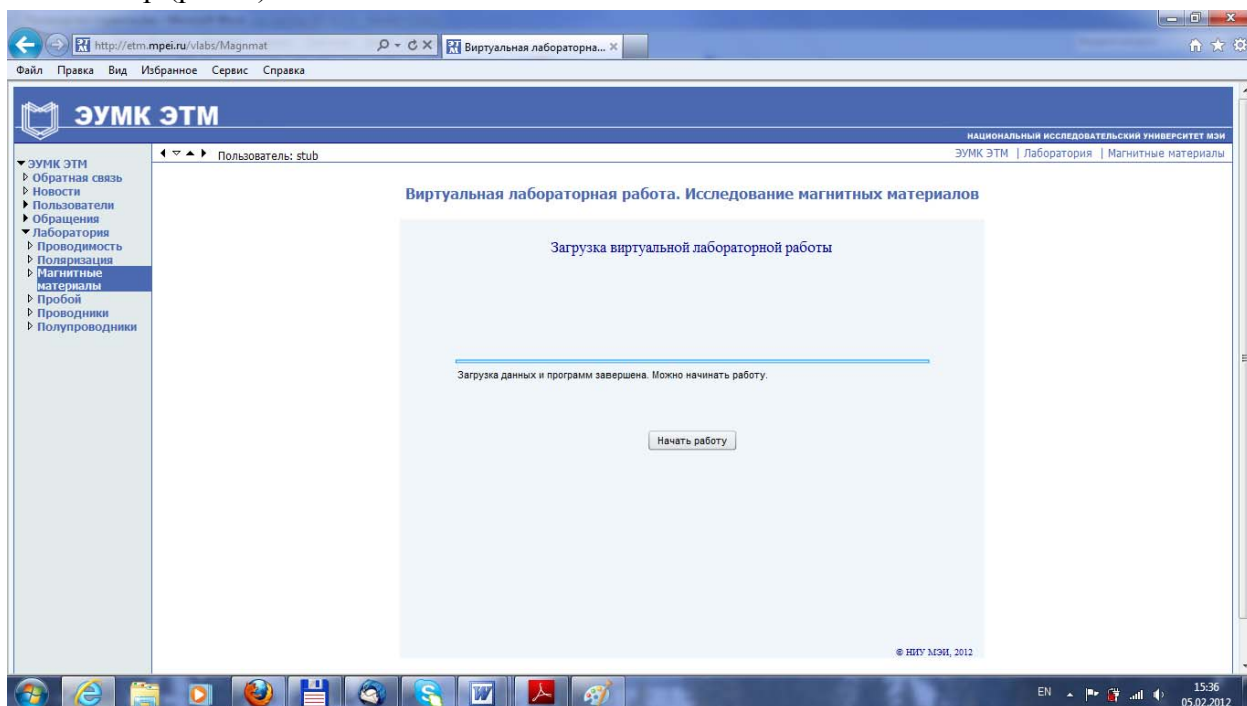 http://etm.mpei.ru/vlabs/Magnmat
Виртуальная лабораторна...
Файл Правка Вид Избранное Сервис Справка
ЭУМК ЭТМ
НАЦИОНАЛЬНЫЙ ИССЛЕДОВАТЕЛЬСКИЙ УНИВЕРСИТЕТ МЭИ
Пользователь: stub
ЭУМК ЭТМ | Лаборатория | Магнитные материалы
ЭУМК ЭТМ
Обратная связь
Новости
Пользователи
Обращения
Лаборатория
Проводимость
Поляризация
Магнитные
материалы
Пробой
Проводники
Полупроводники
Виртуальная лабораторная работа. Исследование магнитных материалов
Загрузка виртуальной лабораторной работы
Загрузка данных и программ завершена. Можно начинать работу.
Начать работу
© НИУ МЭИ, 2012
EN
15:36
05.02.2012